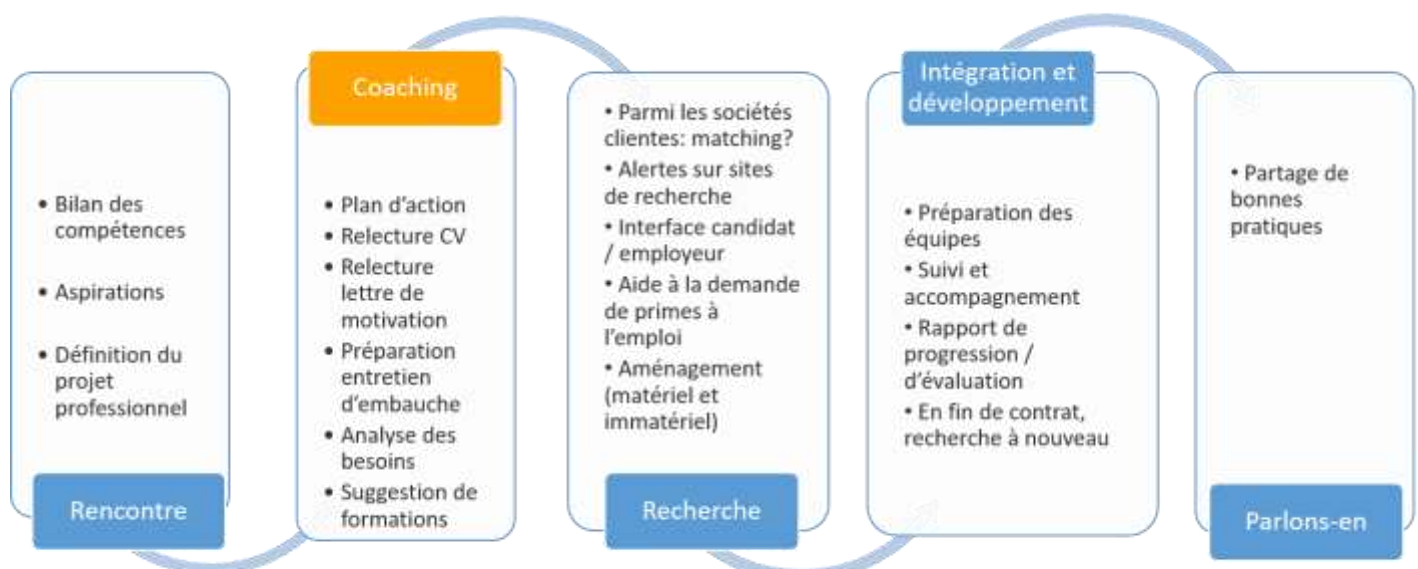 • Bilan des
compétences
• Aspirations
• Définition du
projet
professionnel
Rencontre
Coaching
• Plan d'action
• Relecture CV
• Relecture
lettre de
motivation
• Préparation
entretien
d'embauche
• Analyse des
besoins
• Suggestion de
formations
• Parmi les sociétés
clientes: matching?
• Alertes sur sites
de recherche
• Interface candidat
/ employeur
• Aide à la demande
de primes à
l'emploi
• Aménagement
(matériel et
immatériel)
Recherche
Intégration et
développement
• Préparation des
équipes
• Suivi et
accompagnement
• Rapport de
progression /
d'évaluation
• En fin de contrat,
recherche à nouveau
• Partage de
bonnes
pratiques
Parlons-en